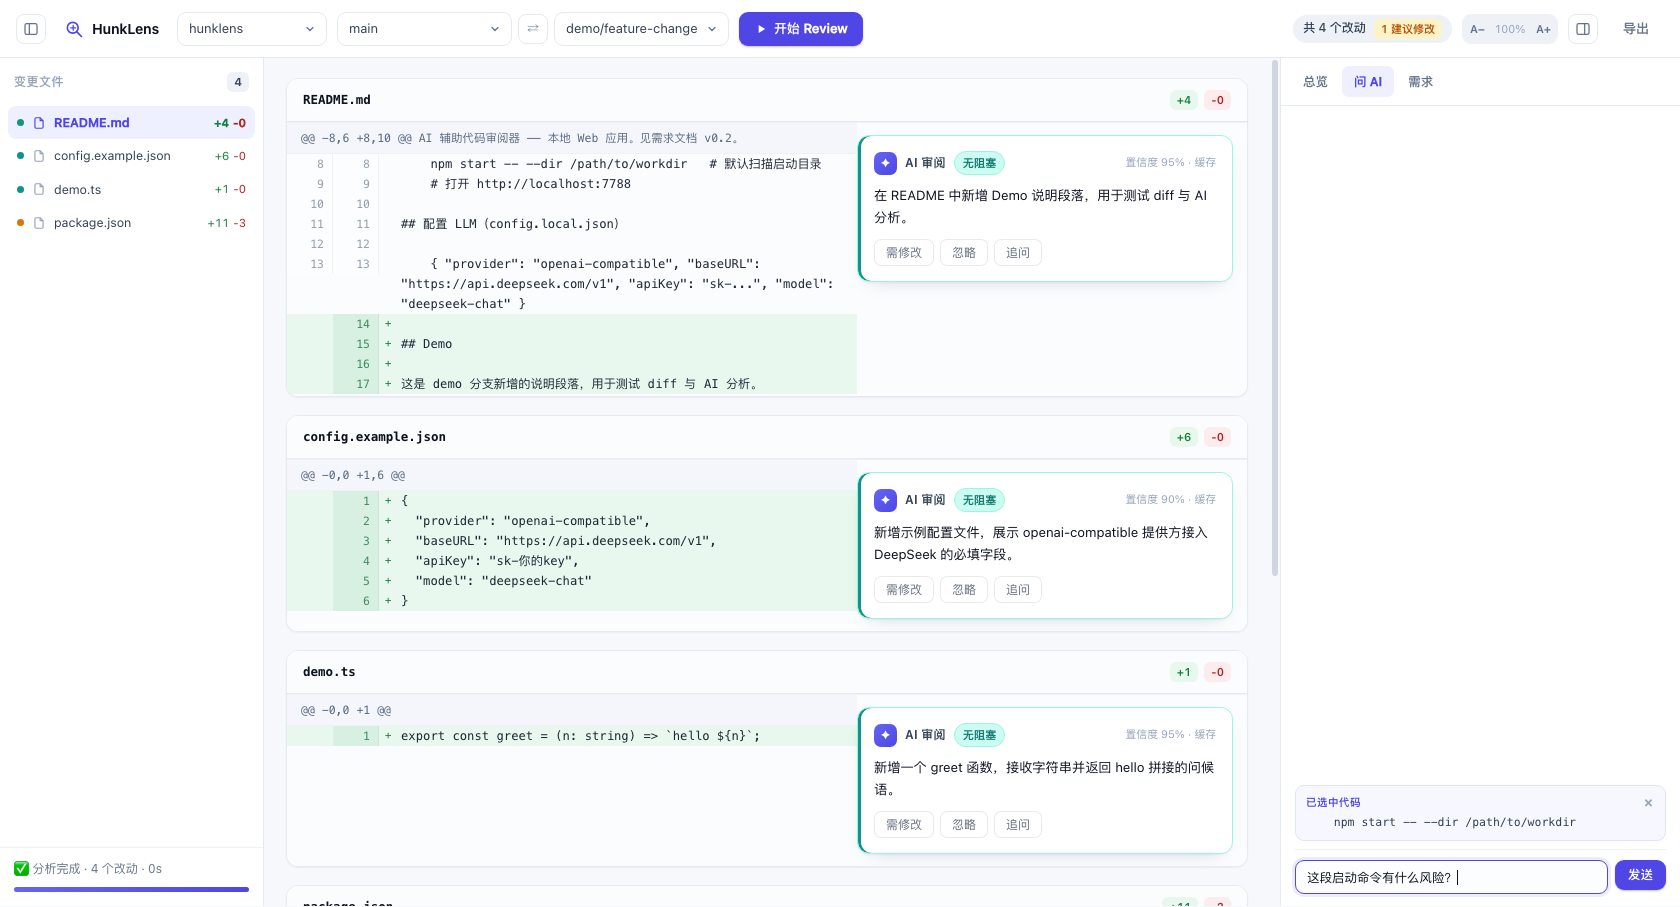 HunkLens
hunklens
main
demo/feature-change
开始 Review
共 4 个改动
1 建议修改
A−
100%
A+
导出
变更文件
4
README.md +4 -0
config.example.json +6 -0
demo.ts +1 -0
package.json +11 -3
✅ 分析完成 · 4 个改动 · 0s
README.md +4 -0
@@ -8,6 +8,10 @@ AI 辅助代码审阅器 —— 本地 Web 应用。见需求文档 v0.2。
8 8 npm start -- --dir /path/to/workdir # 默认扫描启动目录
9 9 # 打开 http://localhost:7788
10 10
11 11 ## 配置 LLM（config.local.json）
12 12
13 13 { "provider": "openai-compatible", "baseURL":
"https://api.deepseek.com/v1", "apiKey": "sk-...", "model":
"deepseek-chat" }
14 +
15 + ## Demo
16 +
17 + 这是 demo 分支新增的说明段落，用于测试 diff 与 AI 分析。
AI 审阅 无阻塞 置信度 95% · 缓存
在 README 中新增 Demo 说明段落，用于测试 diff 与 AI
分析。
需修改 忽略 追问
config.example.json +6 -0
@@ -0,0 +1,6 @@
1 + {
2 + "provider": "openai-compatible",
3 + "baseURL": "https://api.deepseek.com/v1",
4 + "apiKey": "sk-你的key",
5 + "model": "deepseek-chat"
6 + }
AI 审阅 无阻塞 置信度 90% · 缓存
新增示例配置文件，展示 openai-compatible 提供方接入
DeepSeek 的必填字段。
需修改 忽略 追问
demo.ts +1 -0
@@ -0,0 +1 @@
1 + export const greet = (n: string) => `hello ${n}`;
AI 审阅 无阻塞 置信度 95% · 缓存
新增一个 greet 函数，接收字符串并返回 hello 拼接的问候
语。
需修改 忽略 追问
package.json +11 -3
总览
问 AI
需求
已选中代码 ×
npm start -- --dir /path/to/workdir
这段启动命令有什么风险？
发送